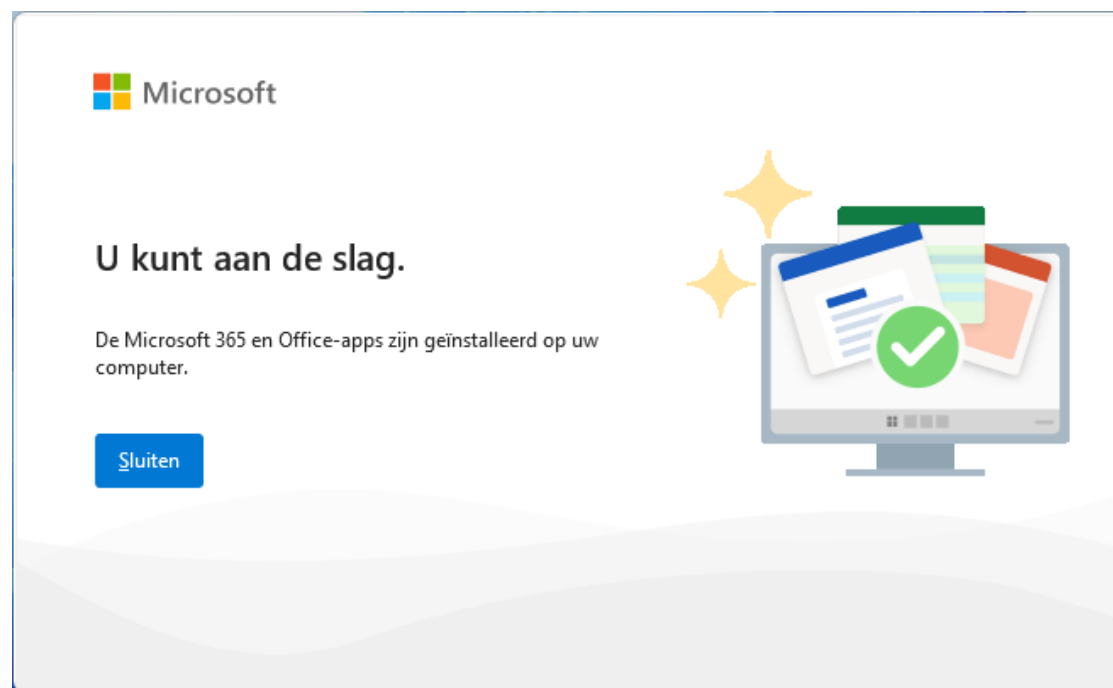 Microsoft
U kunt aan de slag.
De Microsoft 365 en Office-apps zijn geïnstalleerd op uw
computer.
Sluiten